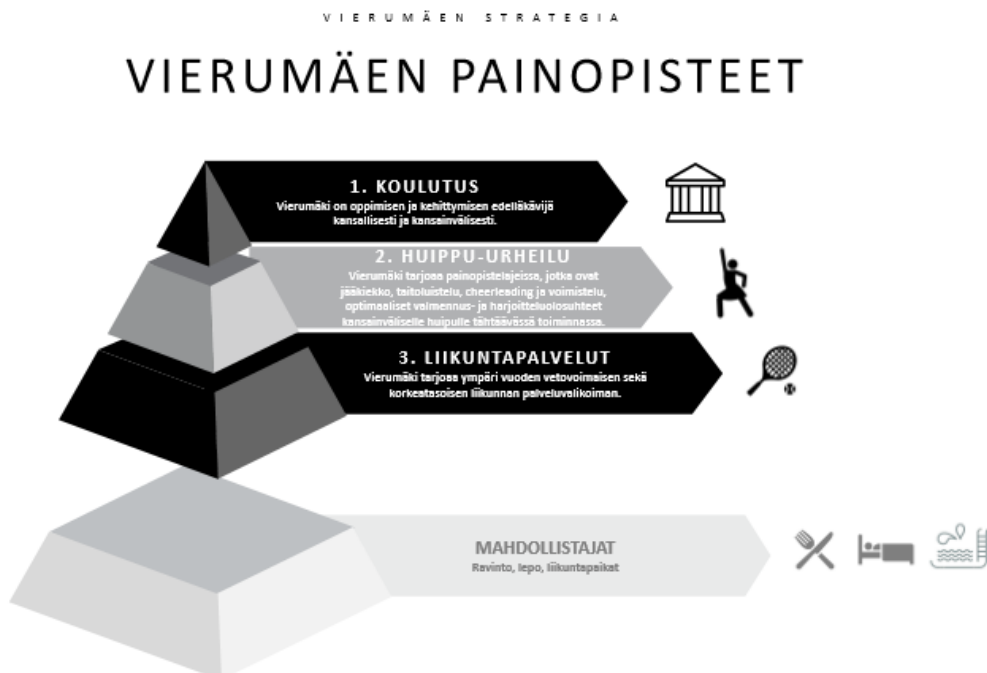 VIERUMÄEN STRATEGIA
VIERUMÄEN PAINOPISTEET
1. KOULUTUS
Vierumäki on oppimisen ja kehittymisen edelläkävijä
kansallisesti ja kansainvälisesti.
2. HUIPPU-URHEILU
Vierumäki tarjoaa painopistelajeissa, jotka ovat
jääkiekko, taitoluistelu, cheerleading ja voimistelu,
optimaaliset valmennus- ja harjoitteluolosuhteet
kansainväliselle huipulle tähtäävässä toiminnassa.
3. LIIKUNTAPALVELUT
Vierumäki tarjoaa ympäri vuoden vetovoimaisen sekä
korkeatasoisen liikunnan palveluvalikoiman.
MAHDOLLISTAJAT
Ravinto, lepo, liikuntapaikat